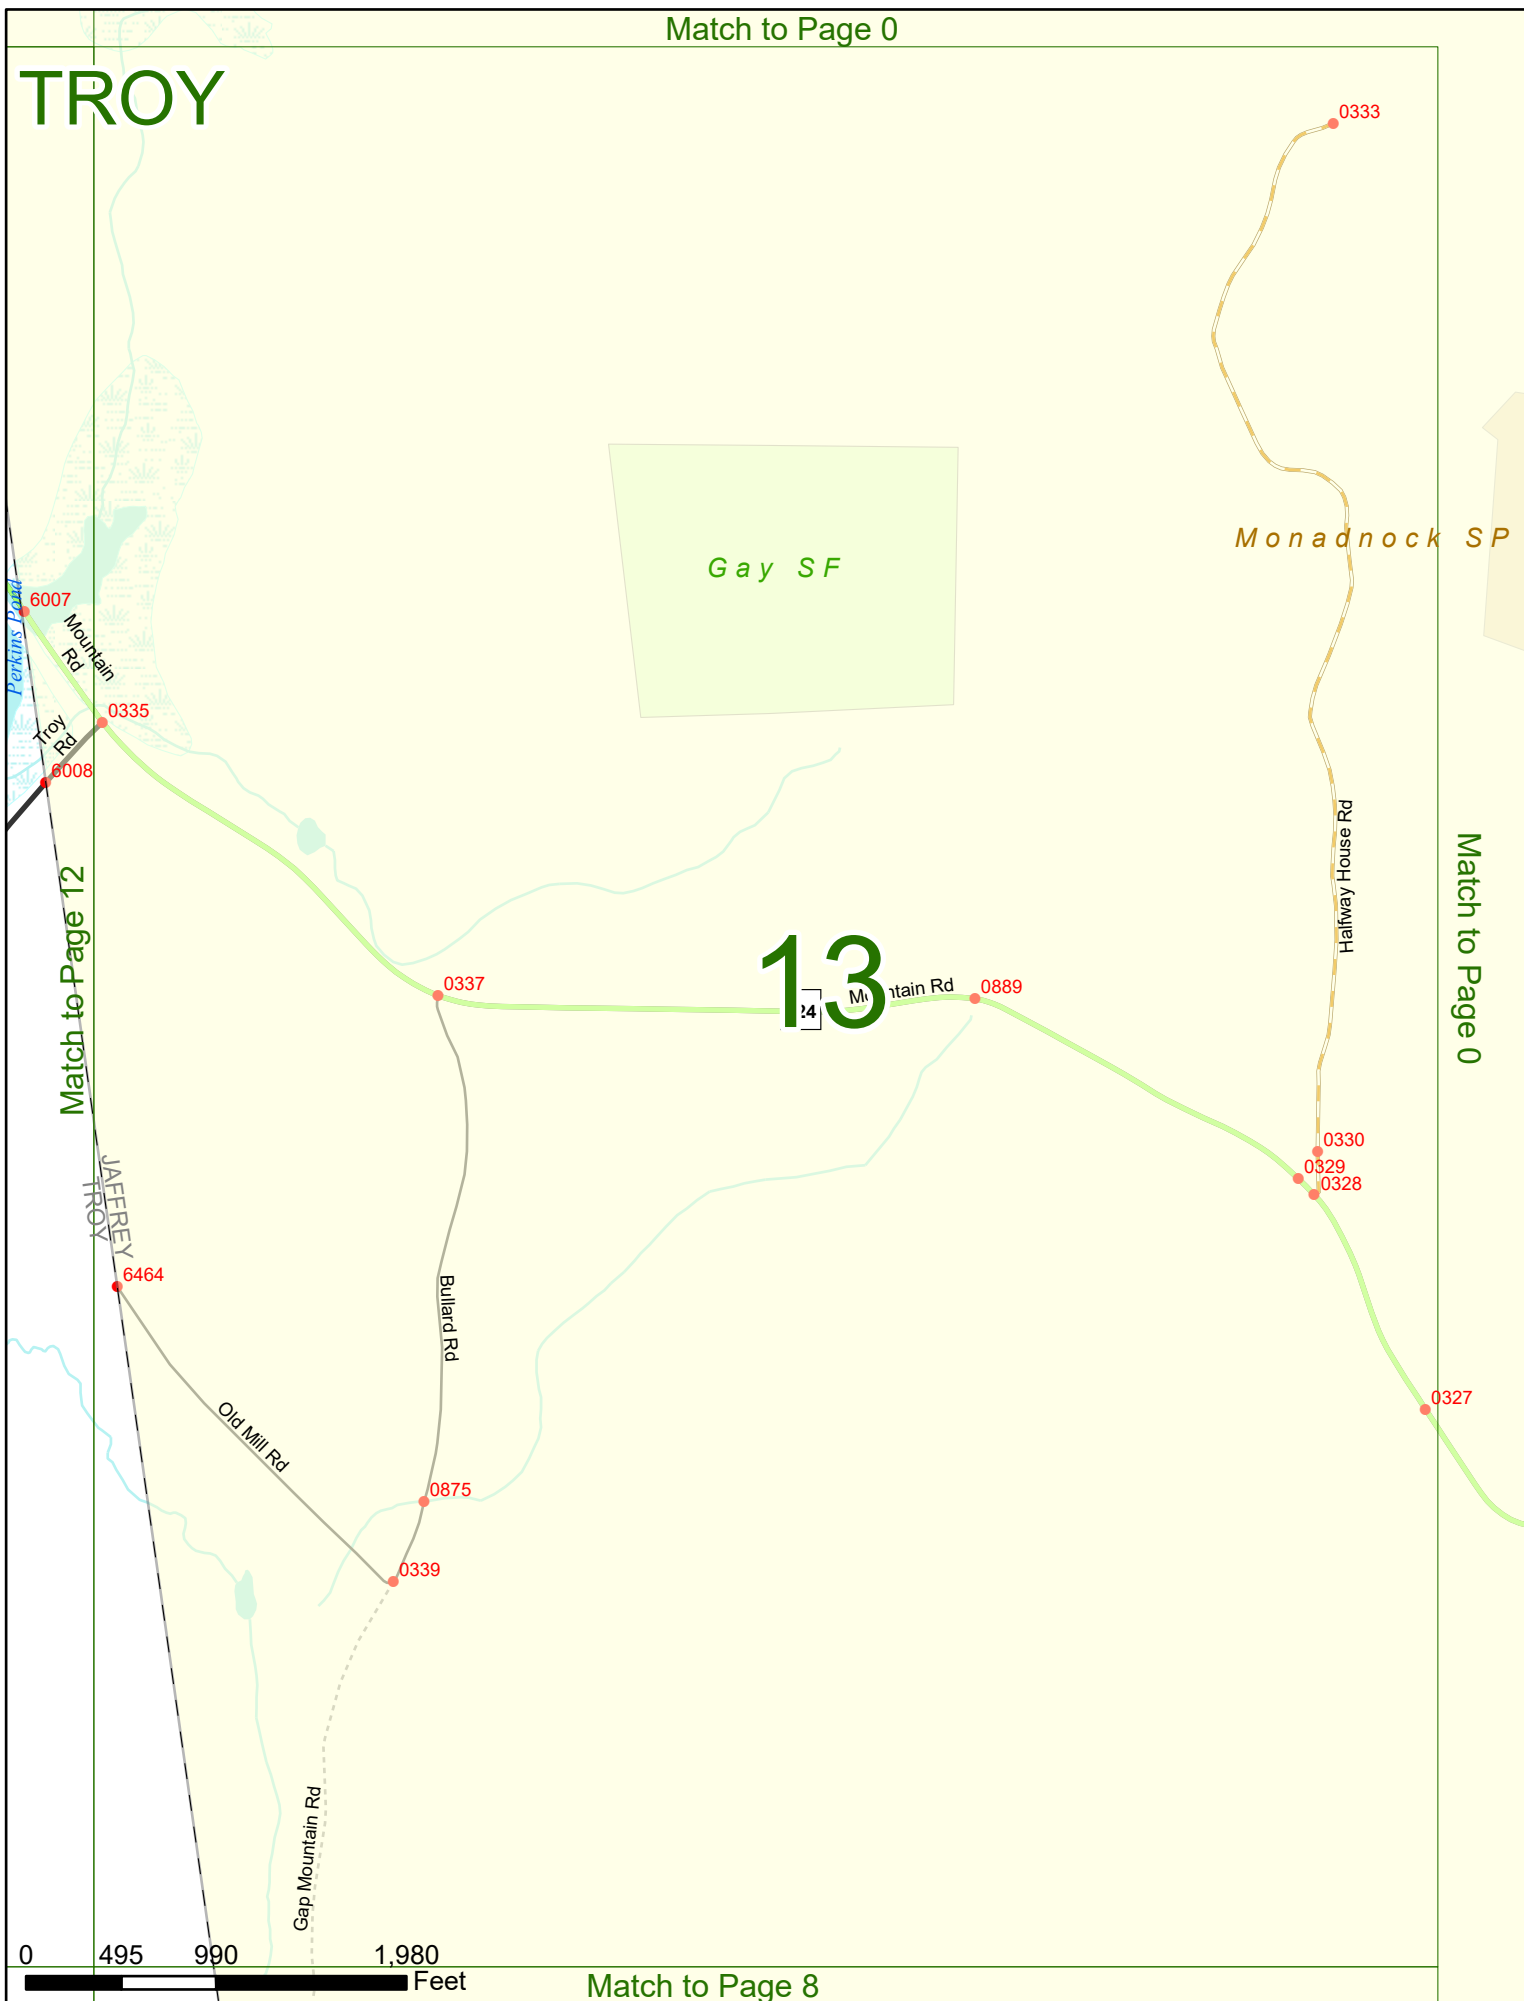 Match to Page 0
TROY
0333
Gay SF
Monadnock SP
6007
Perkins Pond
Mountain
Rd
0335
Troy
Rd
6008
Halfway House Rd
Match to Page 12
Match to Page 0
13
0337
24
Mountain Rd
0889
0330
0329
0328
JAFFREY
TROY
6464
Bullard Rd
0327
Old Mill Rd
0875
0339
Gap Mountain Rd
0 495 990 1,980
Feet
Match to Page 8